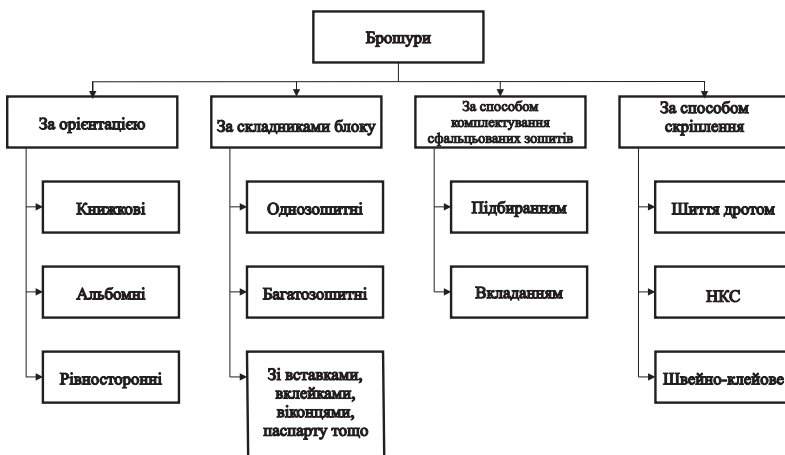 Брошури
За орієнтацією
Книжкові
Альбомні
Рівносторонні
За складниками блоку
Однозошитні
Багатозошитні
Зі вставками,
вклейками,
віконцями,
паспарту тощо
За способом
комплектування
сфальцьованих зошитів
Підбиранням
Вкладанням
За способом
скріплення
Шиття дротом
НКС
Швейно-клейове